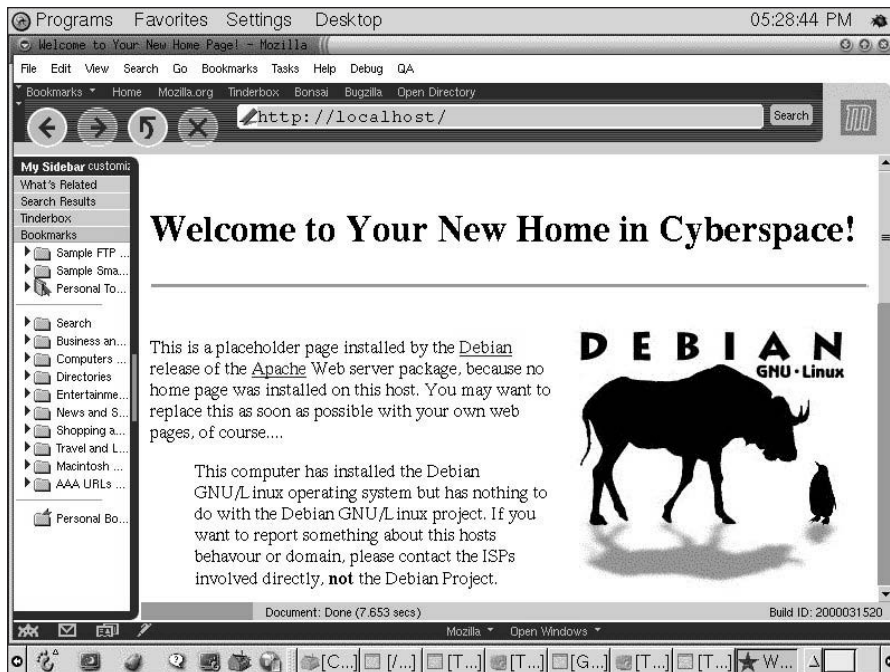 Programs Favorites Settings Desktop 05:28:44 PM
Welcome to Your New Home Page! - Mozilla
File Edit View Search Go Bookmarks Tasks Help Debug QA
Bookmarks Home Mozilla.org Tinderbox Bonsai Bugzilla Open Directory
http://localhost/ Search
My Sidebar customiz
What's Related
Search Results
Tinderbox
Bookmarks
Sample FTP ...
Sample Sma...
Personal To...
Search
Business an...
Computers ...
Directories
Entertainme...
News and S...
Shopping a...
Travel and L...
Macintosh ...
AAA URLs ...
Personal Bo...
Welcome to Your New Home in Cyberspace!
This is a placeholder page installed by the Debian
release of the Apache Web server package, because no
home page was installed on this host. You may want to
replace this as soon as possible with your own web
pages, of course....
DEBIAN
GNU·Linux
This computer has installed the Debian
GNU/Linux operating system but has nothing to
do with the Debian GNU/Linux project. If you
want to report something about this hosts
behavour or domain, please contact the ISPs
involved directly, not the Debian Project.
Document: Done (7.653 secs) Build ID: 2000031520
Mozilla Open Windows
[C...] [/...] [T...] [T...] [G...] [T...] [T...] [T...] W...